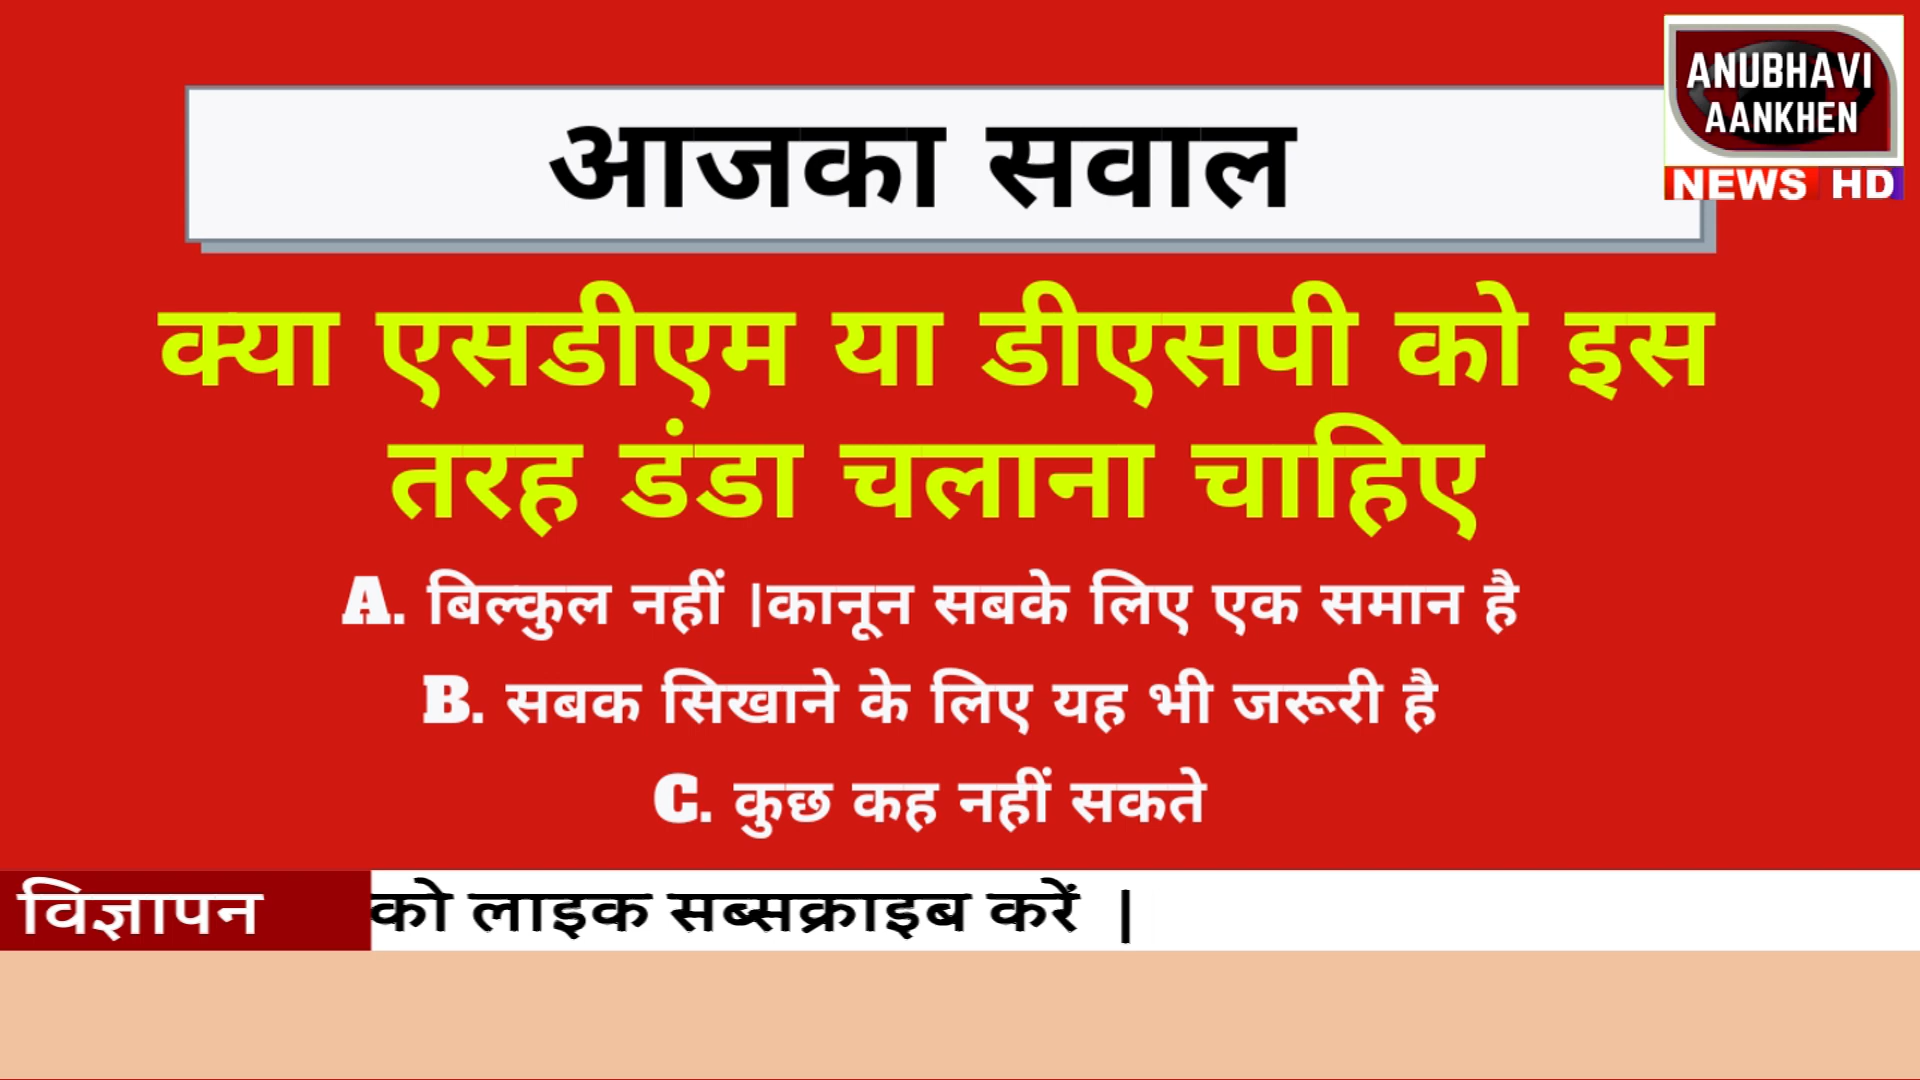 ANUBHAVI
AANKHEN
NEWS HD
आजका सवाल
क्या एसडीएम या डीएसपी को इस
तरह डंडा चलाना चाहिए
A. बिल्कुल नहीं ।कानून सबके लिए एक समान है
B. सबक सिखाने के लिए यह भी जरूरी है
C. कुछ कह नहीं सकते
विज्ञापन
को लाइक सब्सक्राइब करें |